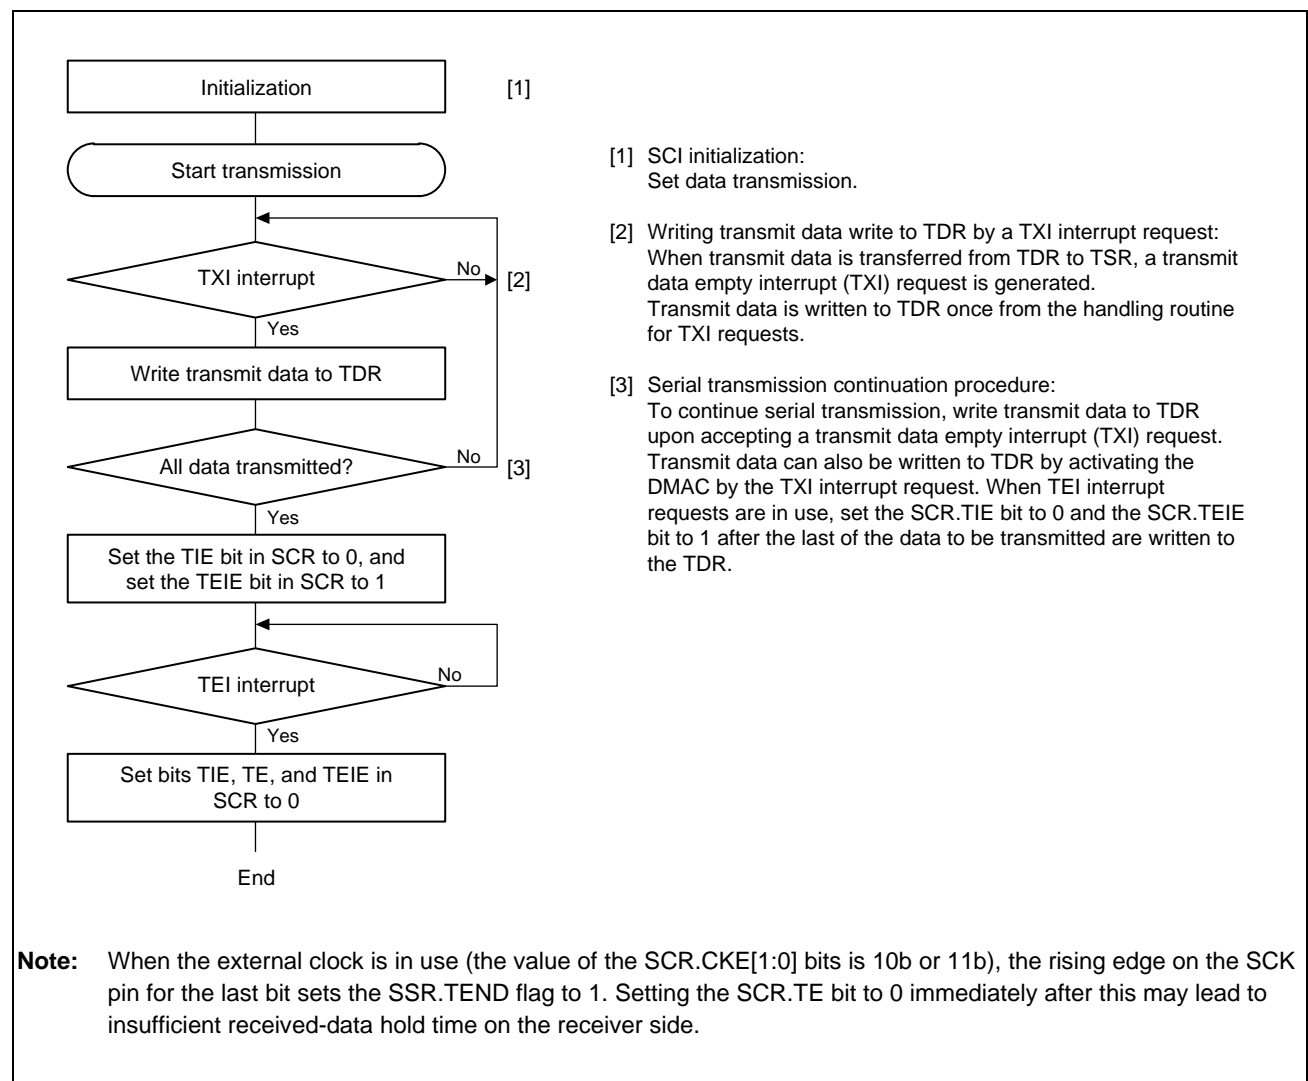 Initialization
[1]
Start transmission
TXI interrupt
No
[2]
Yes
Write transmit data to TDR
All data transmitted?
No
[3]
Yes
Set the TIE bit in SCR to 0, and
set the TEIE bit in SCR to 1
TEI interrupt
No
Yes
Set bits TIE, TE, and TEIE in
SCR to 0
End
[1] SCI initialization:
Set data transmission.
[2] Writing transmit data write to TDR by a TXI interrupt request:
When transmit data is transferred from TDR to TSR, a transmit
data empty interrupt (TXI) request is generated.
Transmit data is written to TDR once from the handling routine
for TXI requests.
[3] Serial transmission continuation procedure:
To continue serial transmission, write transmit data to TDR
upon accepting a transmit data empty interrupt (TXI) request.
Transmit data can also be written to TDR by activating the
DMAC by the TXI interrupt request. When TEI interrupt
requests are in use, set the SCR.TIE bit to 0 and the SCR.TEIE
bit to 1 after the last of the data to be transmitted are written to
the TDR.
Note: When the external clock is in use (the value of the SCR.CKE[1:0] bits is 10b or 11b), the rising edge on the SCK
pin for the last bit sets the SSR.TEND flag to 1. Setting the SCR.TE bit to 0 immediately after this may lead to
insufficient received-data hold time on the receiver side.